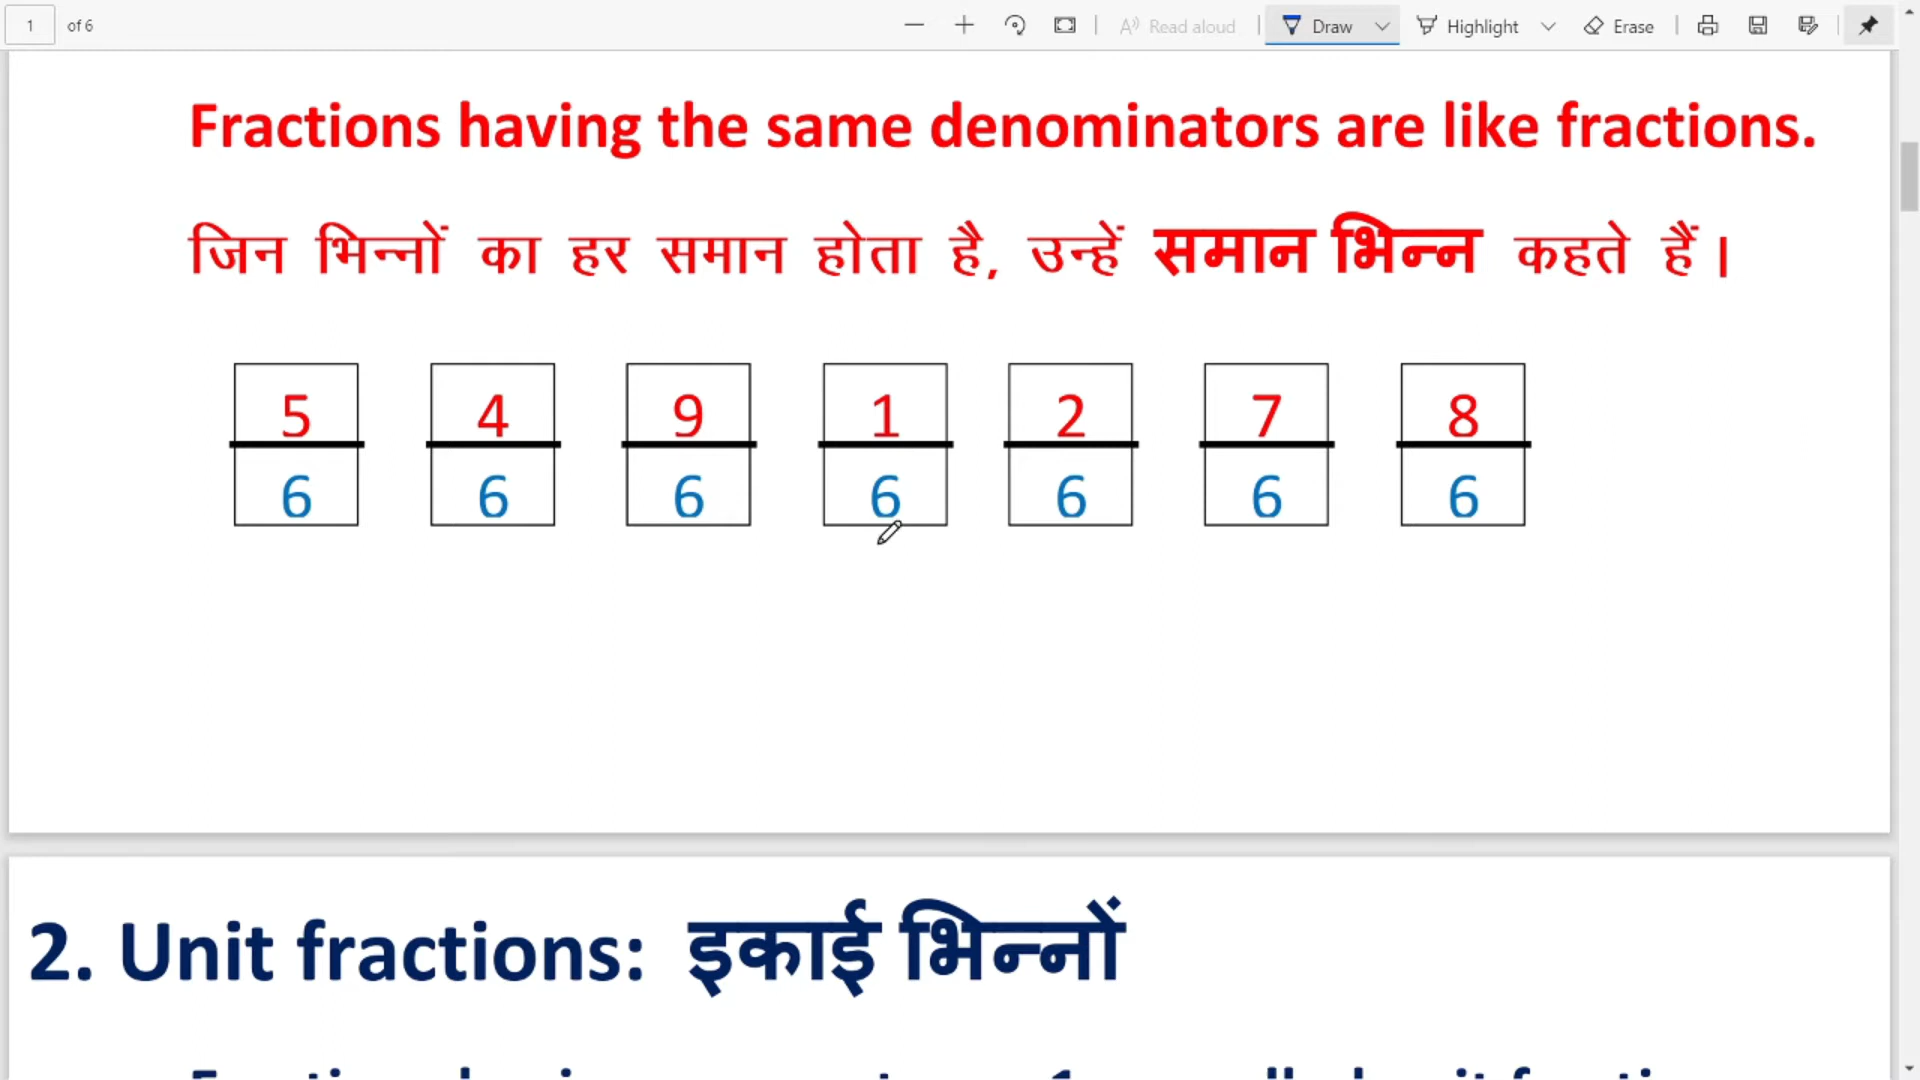 1 of 6 Read aloud Draw Highlight Erase
Fractions having the same denominators are like fractions.
जिन भिन्नों का हर समान होता है, उन्हें समान भिन्न कहते हैं।
5 4 9 1 2 7 8
6 6 6 6 6 6 6
2. Unit fractions: इकाई भिन्नों